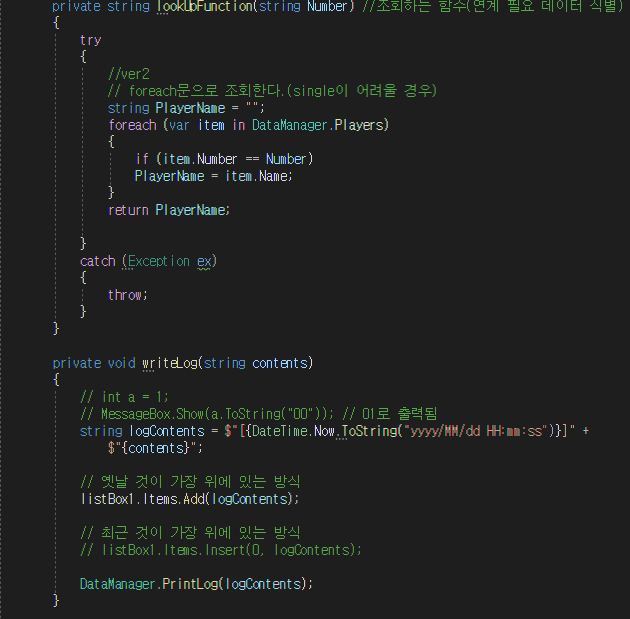 private string lookUpFunction(string Number) //조회하는 함수(연계 필요 데이터 식별)
{
try
{
//ver2
// foreach문으로 조회한다.(single이 어려울 경우)
string PlayerName = "";
foreach (var item in DataManager.Players)
{
if (item.Number == Number)
PlayerName = item.Name;
}
return PlayerName;
}
catch (Exception ex)
{
throw;
}
}
private void writeLog(string contents)
{
// int a = 1;
// MessageBox.Show(a.ToString("00")); // 01로 출력됨
string logContents = $"[{DateTime.Now.ToString("yyyy/MM/dd HH:mm:ss")}]" +
$"{contents}";
// 옛날 것이 가장 위에 있는 방식
listBox1.Items.Add(logContents);
// 최근 것이 가장 위에 있는 방식
// listBox1.Items.Insert(0, logContents);
DataManager.PrintLog(logContents);
}